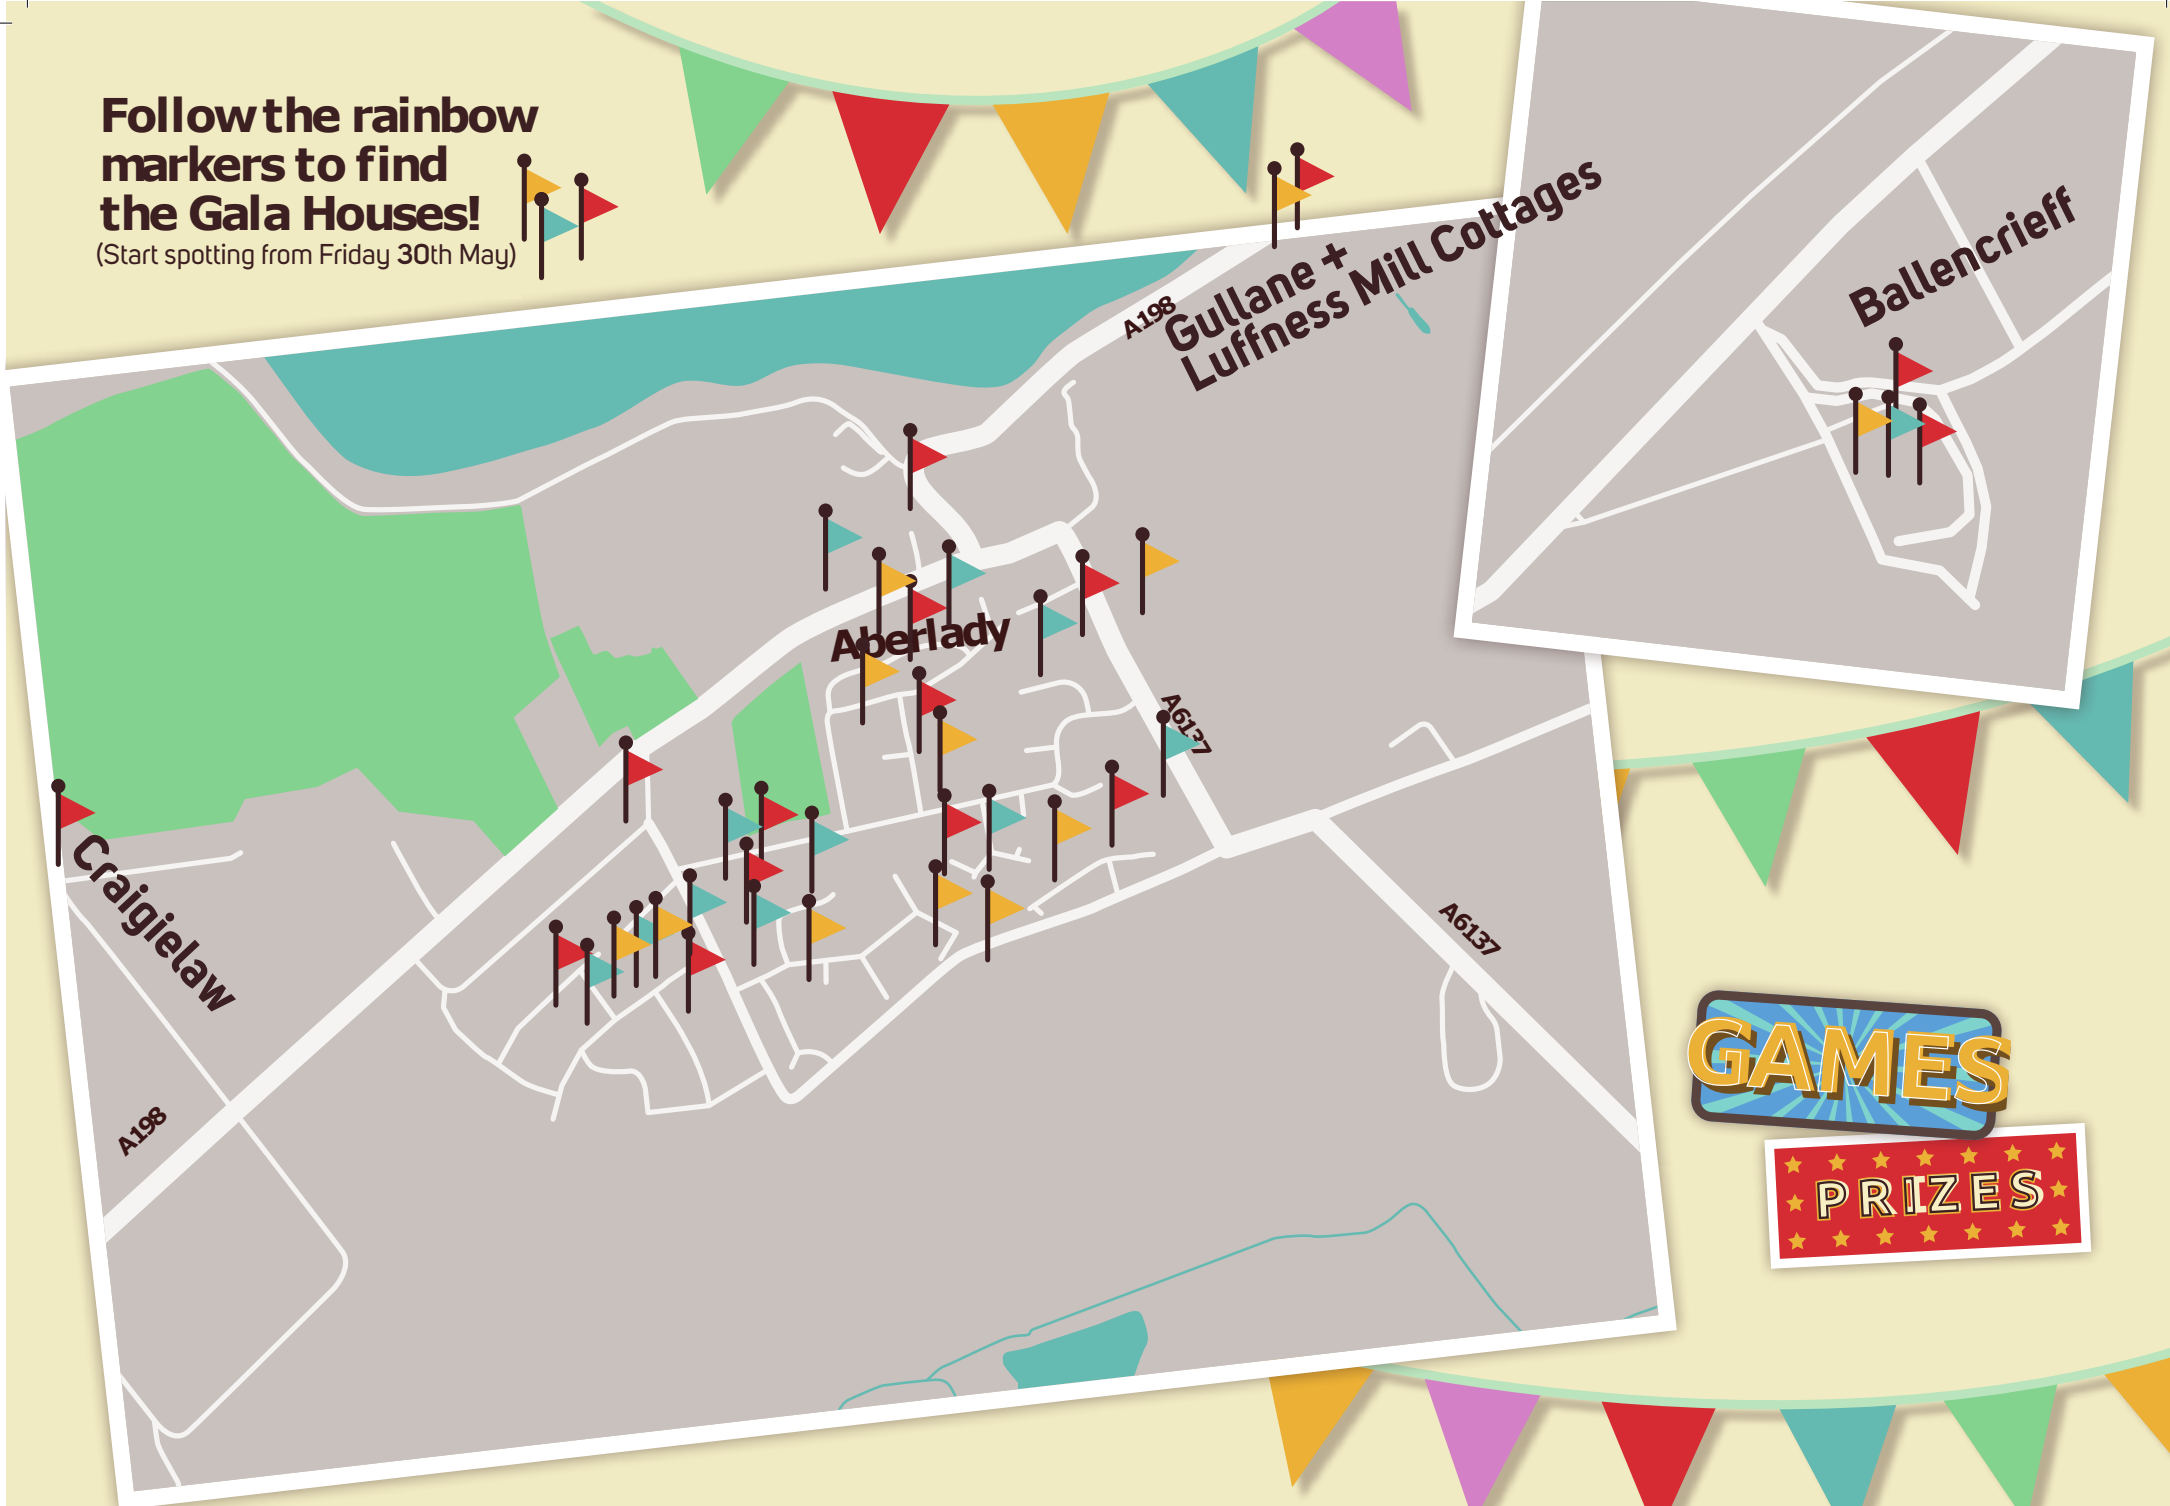 Follow the rainbow
markers to find
the Gala Houses!
(Start spotting from Friday 30th May)
A198
Gullane +
Luffness Mill Cottages
Ballencrieff
Aberlady
A6137
Craigielaw
A6137
A198
GAMES
PRIZES